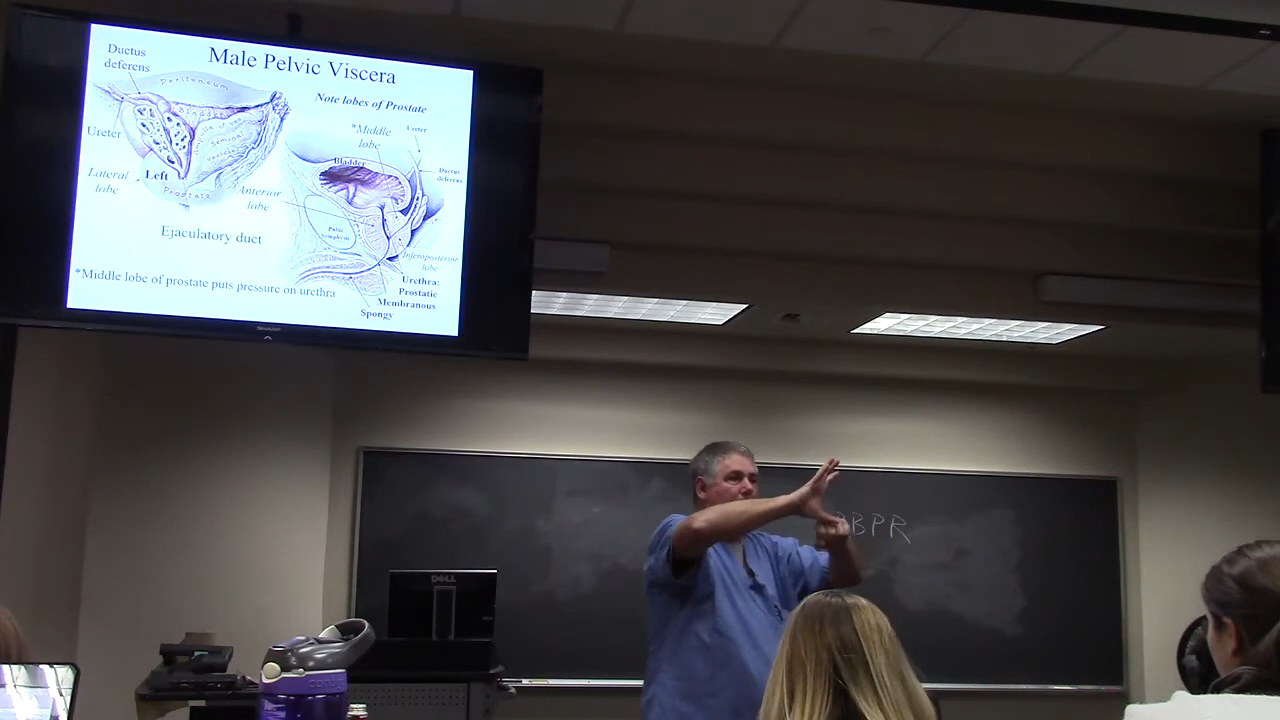 Male Pelvic Viscera
Ductus
deferens
Peritoneum
Note lobes of Prostate
*Middle
lobe
Ureter
Bladder
Ductus
deferens
Ureter
Seminal
Left
Lateral
lobe
Prostate
Anterior
lobe
Pubic
Symphysis
Ejaculatory duct
Inferoposterior
lobe
Urethra:
Prostatic
Membranous
Spongy
*Middle lobe of prostate puts pressure on urethra
SHARP
BPR
DELL